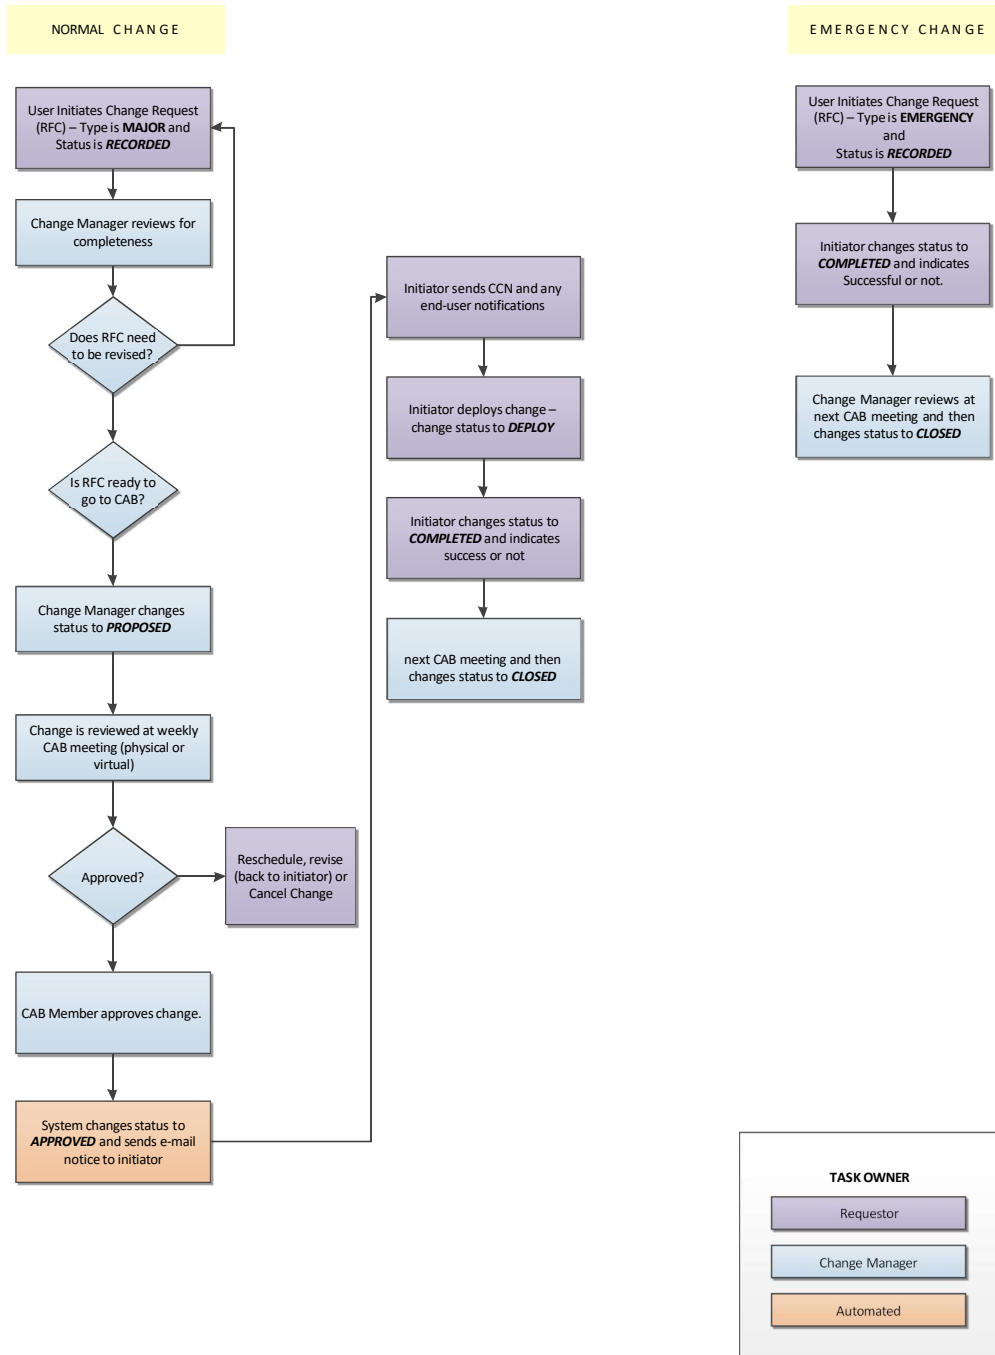 NORMAL CHANGE
EMERGENCY CHANGE
User Initiates Change Request
(RFC) – Type is MAJOR and
Status is RECORDED
Change Manager reviews for
completeness
Does RFC need
to be revised?
Is RFC ready to
go to CAB?
Change Manager changes
status to PROPOSED
Change is reviewed at weekly
CAB meeting (physical or
virtual)
Approved?
Reschedule, revise
(back to initiator) or
Cancel Change
CAB Member approves change.
System changes status to
APPROVED and sends e-mail
notice to initiator
Initiator sends CCN and any
end-user notifications
Initiator deploys change –
change status to DEPLOY
Initiator changes status to
COMPLETED and indicates
success or not
next CAB meeting and then
changes status to CLOSED
User Initiates Change Request
(RFC) – Type is EMERGENCY
and
Status is RECORDED
Initiator changes status to
COMPLETED and indicates
Successful or not.
Change Manager reviews at
next CAB meeting and then
changes status to CLOSED
TASK OWNER
Requestor
Change Manager
Automated